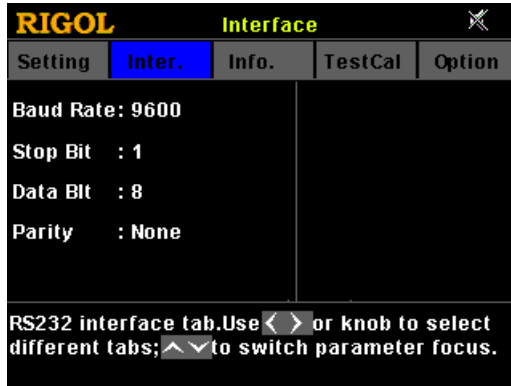 RIGOL Interface
Setting Inter. Info. TestCal Option
Baud Rate: 9600
Stop Bit : 1
Data BIt : 8
Parity : None
RS232 interface tab.Use < > or knob to select
different tabs; to switch parameter focus.